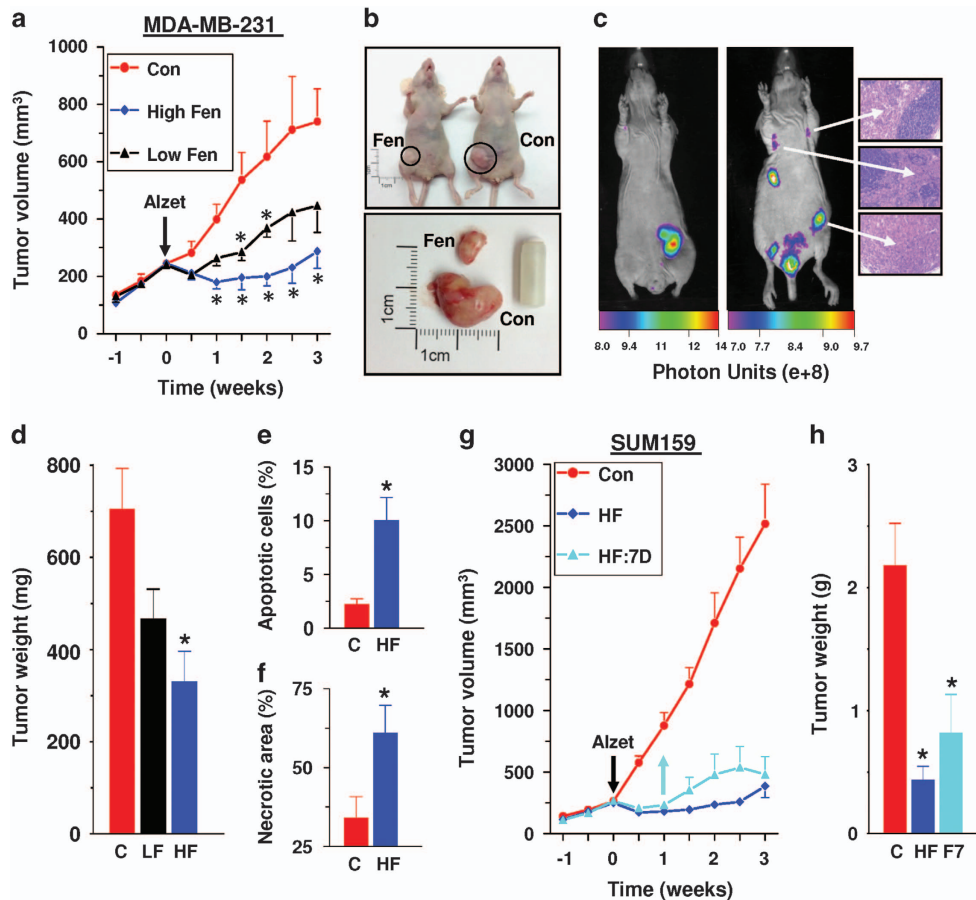 a
MDA-MB-231
1000
800
600
400
200
0
Tumor volume (mm³)
Con
High Fen
Low Fen
Alzet
*
*
* * * * *
-1 0 1 2 3
Time (weeks)
b
Fen
Con
1cm
Fen
Con
1cm
1cm
c
8.0 9.4 11 12 14
7.0 7.7 8.4 9.0 9.7
Photon Units (e+8)
d
800
600
400
200
0
Tumor weight (mg)
*
C LF HF
e
15
10
5
0
Apoptotic cells (%)
*
C HF
f
75
50
25
Necrotic area (%)
*
C HF
g
SUM159
3000
2500
2000
1500
1000
500
0
Tumor volume (mm³)
Con
HF
HF:7D
Alzet
-1 0 1 2 3
Time (weeks)
h
3
2
1
0
Tumor weight (g)
*
*
C HF F7